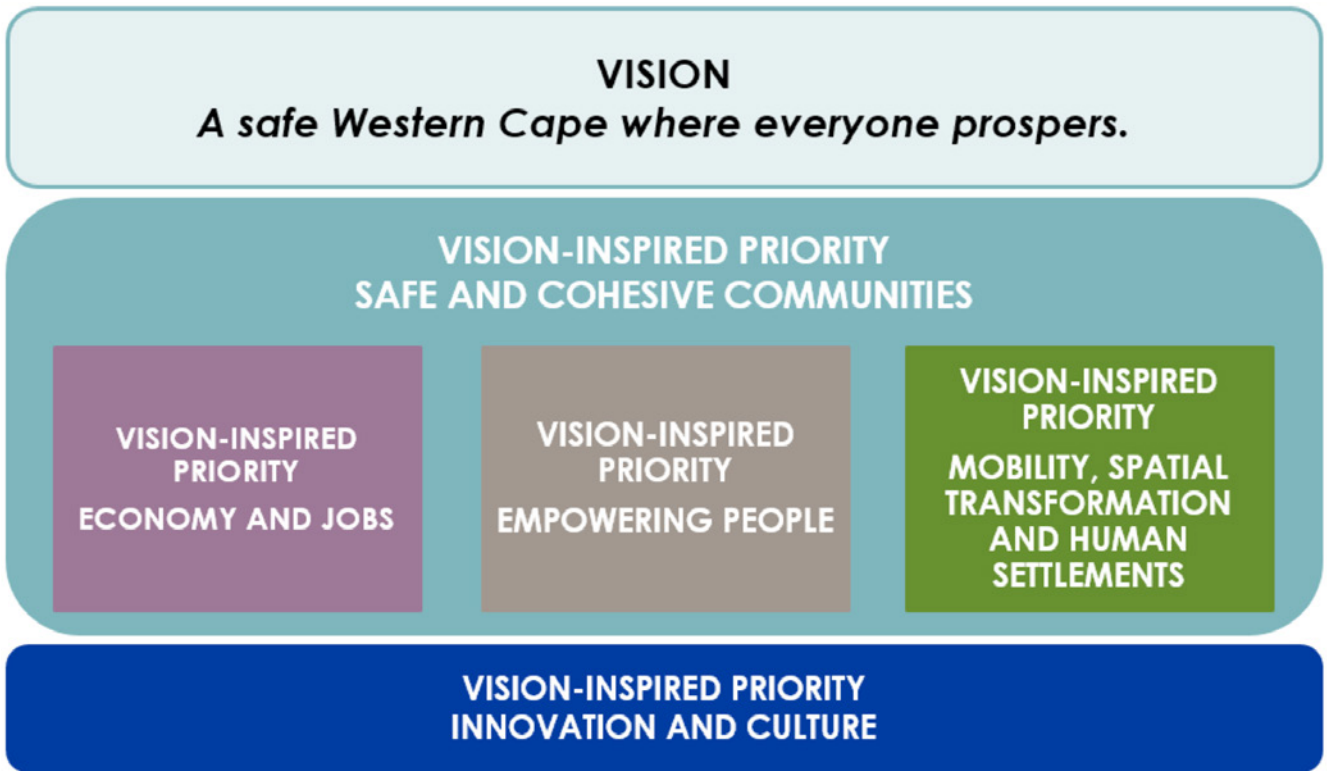 VISION
A safe Western Cape where everyone prospers.
VISION-INSPIRED PRIORITY
SAFE AND COHESIVE COMMUNITIES
VISION-INSPIRED
PRIORITY
ECONOMY AND JOBS
VISION-INSPIRED
PRIORITY
EMPOWERING PEOPLE
VISION-INSPIRED
PRIORITY
MOBILITY, SPATIAL
TRANSFORMATION
AND HUMAN
SETTLEMENTS
VISION-INSPIRED PRIORITY
INNOVATION AND CULTURE